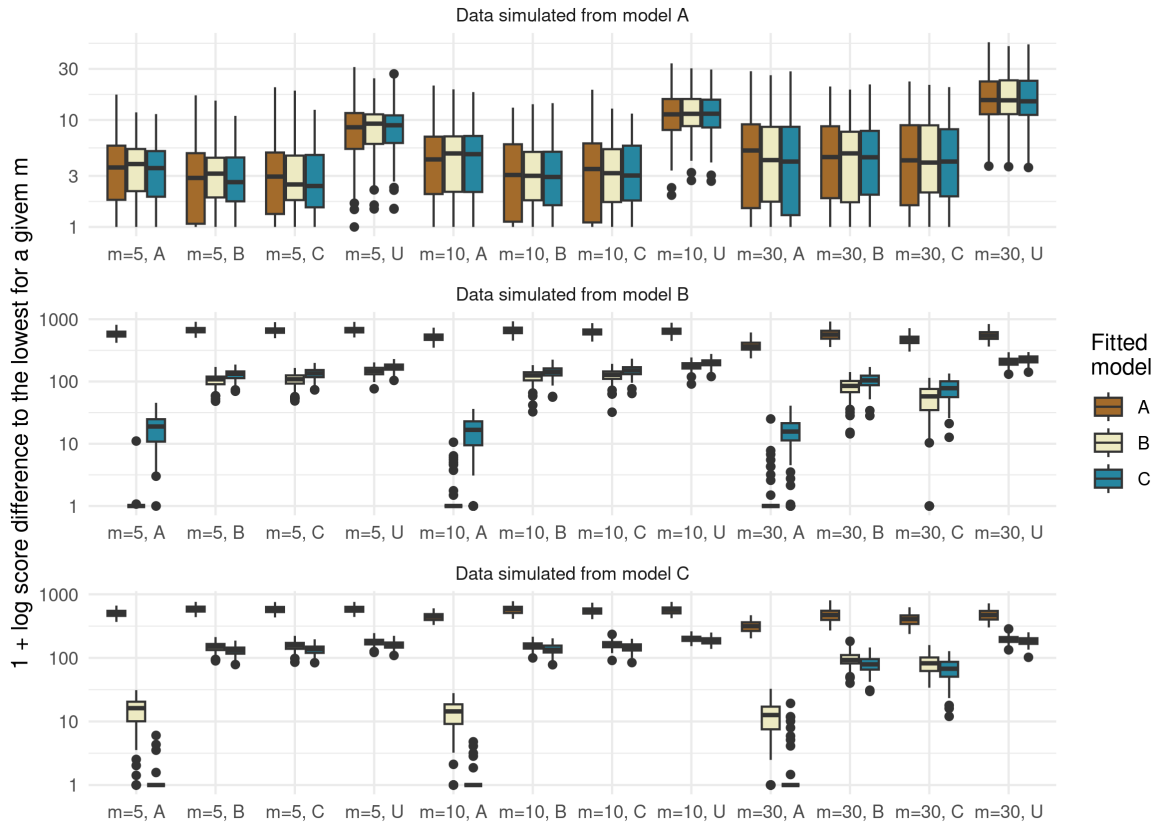 Data simulated from model A
30
10
3
1
m=5, A m=5, B m=5, C m=5, U m=10, A m=10, B m=10, C m=10, U m=30, A m=30, B m=30, C m=30, U
Data simulated from model B
1000
100
10
1
m=5, A m=5, B m=5, C m=5, U m=10, A m=10, B m=10, C m=10, U m=30, A m=30, B m=30, C m=30, U
Data simulated from model C
1000
100
10
1
m=5, A m=5, B m=5, C m=5, U m=10, A m=10, B m=10, C m=10, U m=30, A m=30, B m=30, C m=30, U
1 + log score difference to the lowest for a givem m
Fitted
model
A
B
C